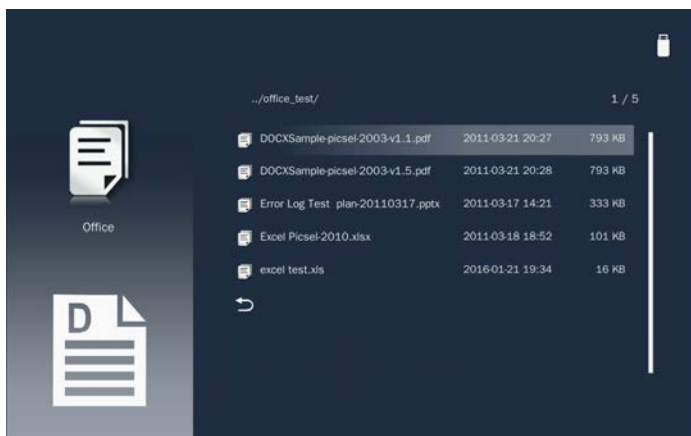 ../office_test/ 1 / 5
DOCXSample-picsel-2003-v1.1.pdf 2011-03-21 20:27 793 KB
DOCXSample-picsel-2003-v1.5.pdf 2011-03-21 20:28 793 KB
Error Log Test plan-20110317.pptx 2011-03-17 14:21 333 KB
Excel Picsel-2010.xlsx 2011-03-18 18:52 101 KB
excel test.xls 2016-01-21 19:34 16 KB
Office
D